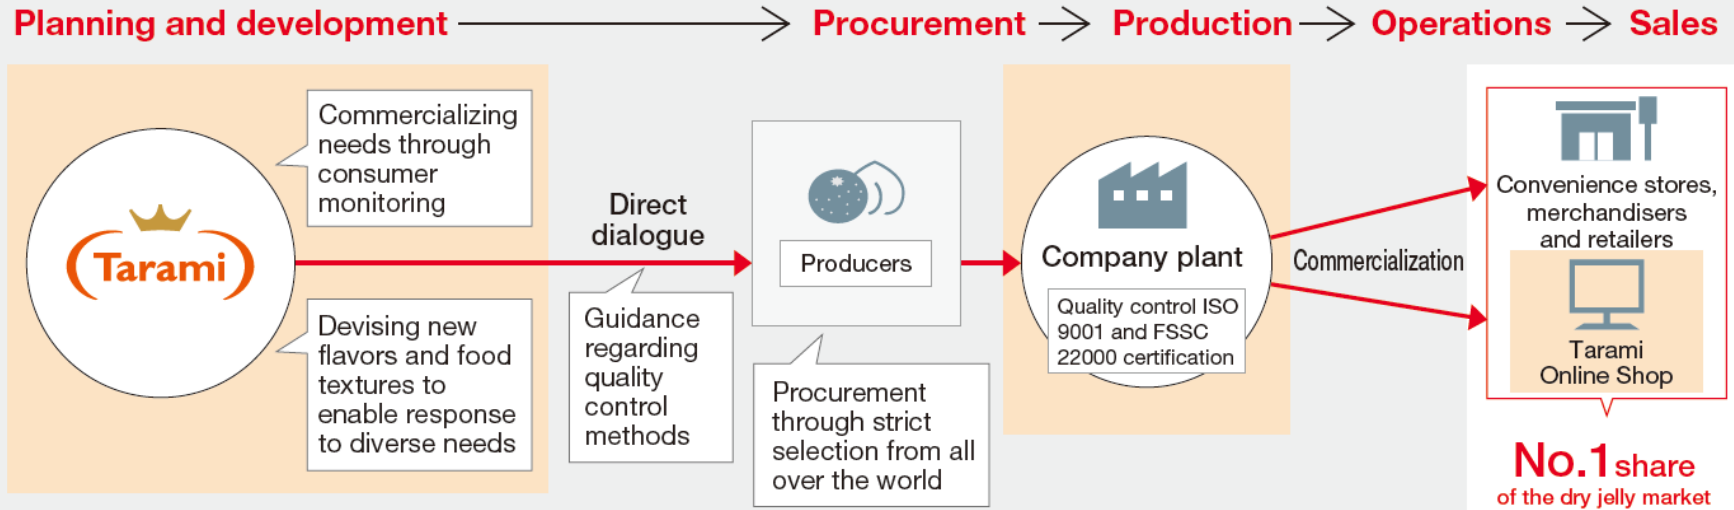 Planning and development
Procurement
Production
Operations
Sales
Tarami
Commercializing
needs through
consumer
monitoring
Devising new
flavors and food
textures to
enable response
to diverse needs
Direct
dialogue
Guidance
regarding
quality
control
methods
Producers
Procurement
through strict
selection from all
over the world
Company plant
Quality control ISO
9001 and FSSC
22000 certification
Commercialization
Convenience stores,
merchandisers
and retailers
Tarami
Online Shop
No.1 share
of the dry jelly market